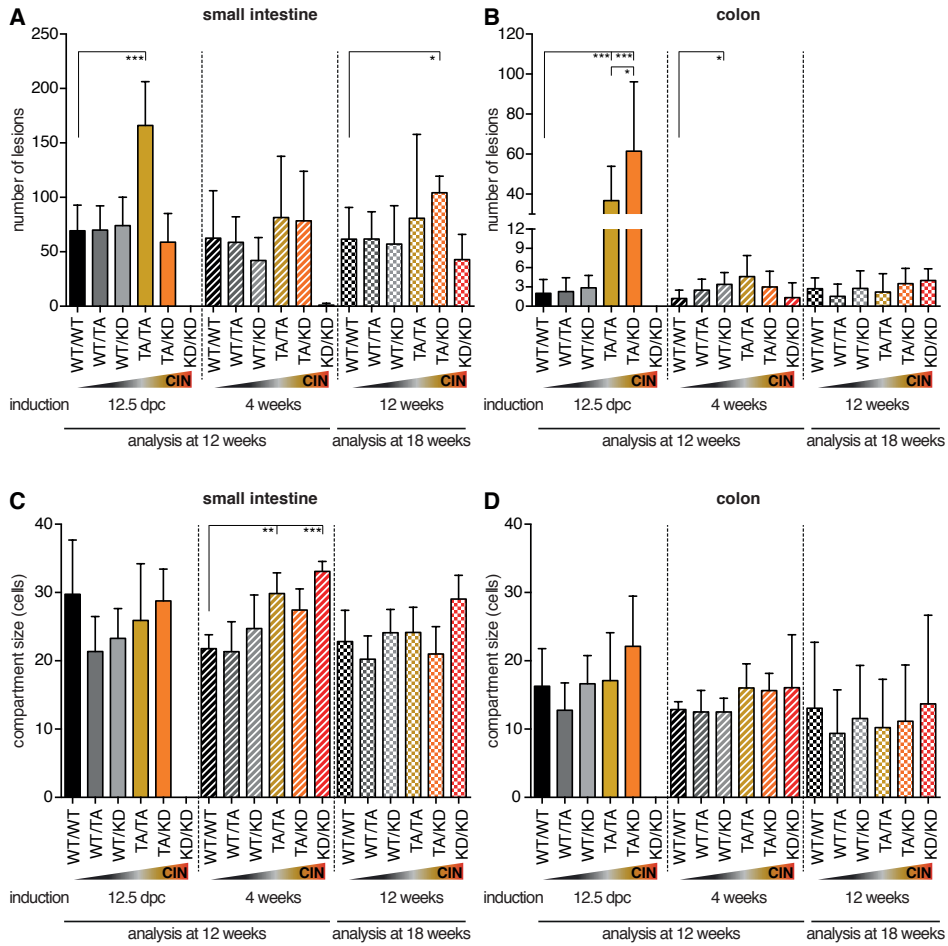 A
small intestine
number of lesions
250
200
150
100
50
0
***
*
WT/WT
WT/TA
WT/KD
TA/TA
TA/KD
KD/KD
WT/WT
WT/TA
WT/KD
TA/TA
TA/KD
KD/KD
WT/WT
WT/TA
WT/KD
TA/TA
TA/KD
KD/KD
CIN
CIN
CIN
induction 12.5 dpc 4 weeks 12 weeks
analysis at 12 weeks analysis at 18 weeks
B
colon
number of lesions
120
100
80
60
40
12
9
6
3
0
*** ***
*
*
WT/WT
WT/TA
WT/KD
TA/TA
TA/KD
KD/KD
WT/WT
WT/TA
WT/KD
TA/TA
TA/KD
KD/KD
WT/WT
WT/TA
WT/KD
TA/TA
TA/KD
KD/KD
CIN
CIN
CIN
induction 12.5 dpc 4 weeks 12 weeks
analysis at 12 weeks analysis at 18 weeks
C
small intestine
compartment size (cells)
40
30
20
10
0
** ***
WT/WT
WT/TA
WT/KD
TA/TA
TA/KD
KD/KD
WT/WT
WT/TA
WT/KD
TA/TA
TA/KD
KD/KD
WT/WT
WT/TA
WT/KD
TA/TA
TA/KD
KD/KD
CIN
CIN
CIN
induction 12.5 dpc 4 weeks 12 weeks
analysis at 12 weeks analysis at 18 weeks
D
colon
compartment size (cells)
40
30
20
10
0
WT/WT
WT/TA
WT/KD
TA/TA
TA/KD
KD/KD
WT/WT
WT/TA
WT/KD
TA/TA
TA/KD
KD/KD
WT/WT
WT/TA
WT/KD
TA/TA
TA/KD
KD/KD
CIN
CIN
CIN
induction 12.5 dpc 4 weeks 12 weeks
analysis at 12 weeks analysis at 18 weeks